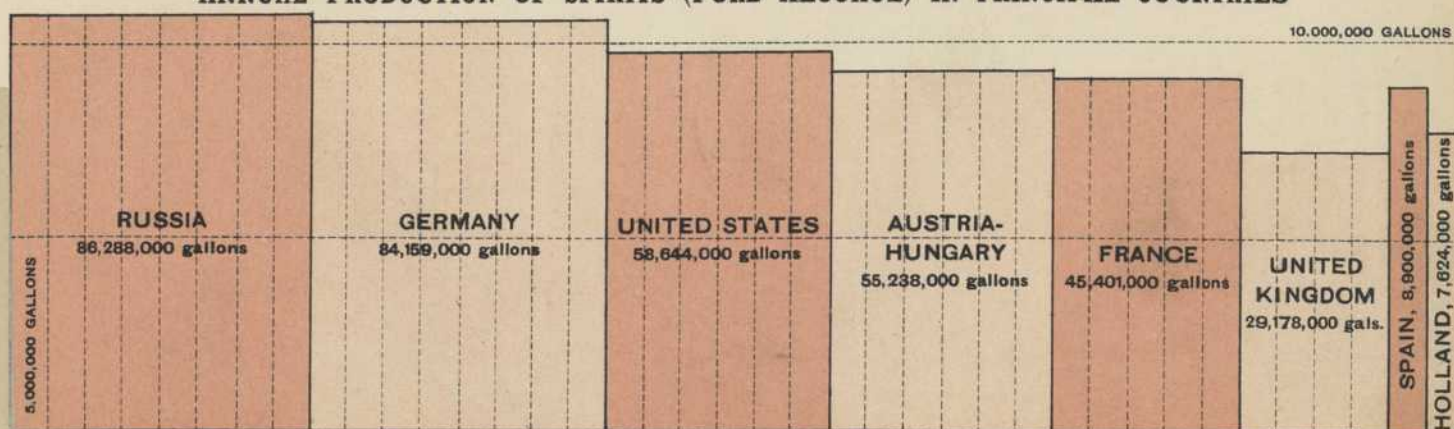 ANNUAL PRODUCTION OF SPIRITS (PURE ALCOHOL) IN PRINCIPAL COUNTRIES
10.000,000 GALLONS
RUSSIA
86,288,000 gallons
5,000,000 GALLONS
GERMANY
84,159,000 gallons
UNITED STATES
58,644,000 gallons
AUSTRIA-
HUNGARY
55,238,000 gallons
FRANCE
45,401,000 gallons
UNITED
KINGDOM
29,178,000 gals.
SPAIN, 8,900,000 gallons
HOLLAND, 7,624,000 gallons